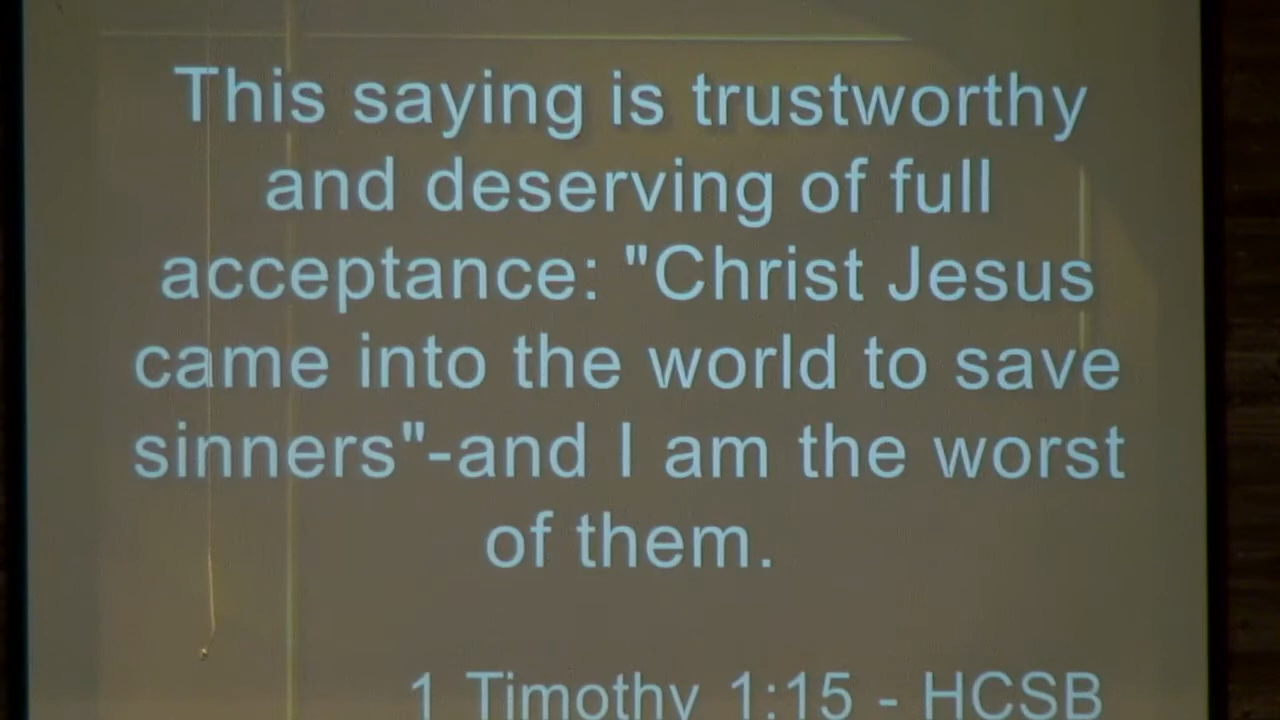 This saying is trustworthy
and deserving of full
acceptance: "Christ Jesus
came into the world to save
sinners"-and I am the worst
of them.
1 Timothy 1:15 - HCSB